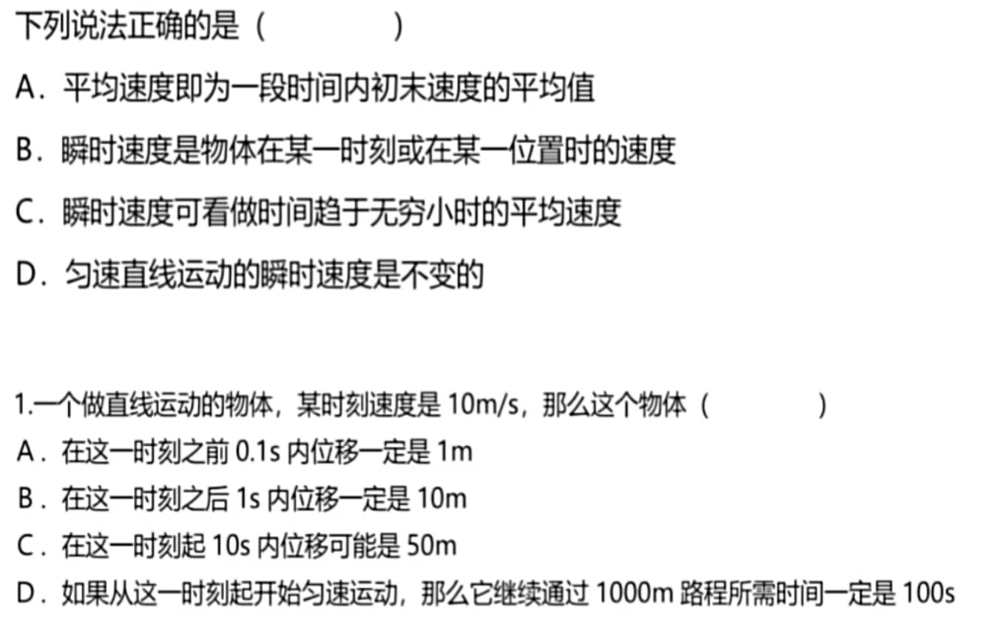 下列说法正确的是（　　　　）
A．平均速度即为一段时间内初末速度的平均值
B．瞬时速度是物体在某一时刻或在某一位置时的速度
C．瞬时速度可看做时间趋于无穷小时的平均速度
D．匀速直线运动的瞬时速度是不变的
1.一个做直线运动的物体，某时刻速度是 10m/s，那么这个物体（　　　　）
A．在这一时刻之前 0.1s 内位移一定是 1m
B．在这一时刻之后 1s 内位移一定是 10m
C．在这一时刻起 10s 内位移可能是 50m
D．如果从这一时刻起开始匀速运动，那么它继续通过 1000m 路程所需时间一定是 100s